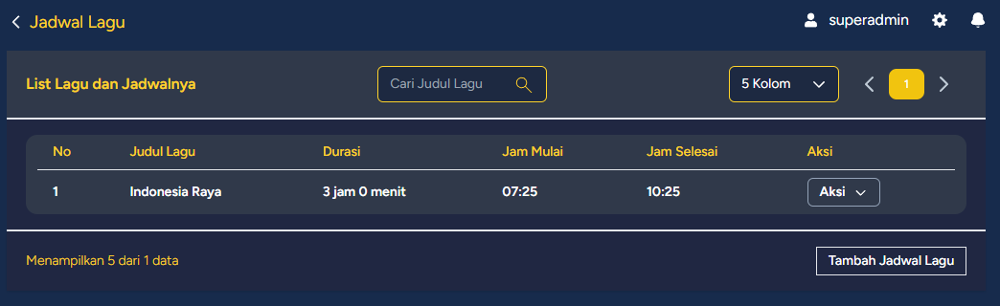 Jadwal Lagu
superadmin
List Lagu dan Jadwalnya
Cari Judul Lagu
5 Kolom
1
No Judul Lagu Durasi Jam Mulai Jam Selesai Aksi
1 Indonesia Raya 3 jam 0 menit 07:25 10:25 Aksi
Menampilkan 5 dari 1 data
Tambah Jadwal Lagu